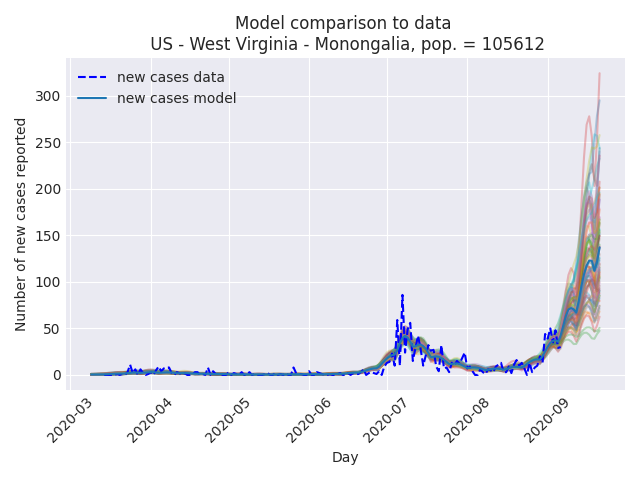 Model comparison to data
US - West Virginia - Monongalia, pop. = 105612
new cases data
new cases model
Number of new cases reported
300
250
200
150
100
50
0
2020-03
2020-04
2020-05
2020-06
2020-07
2020-08
2020-09
Day